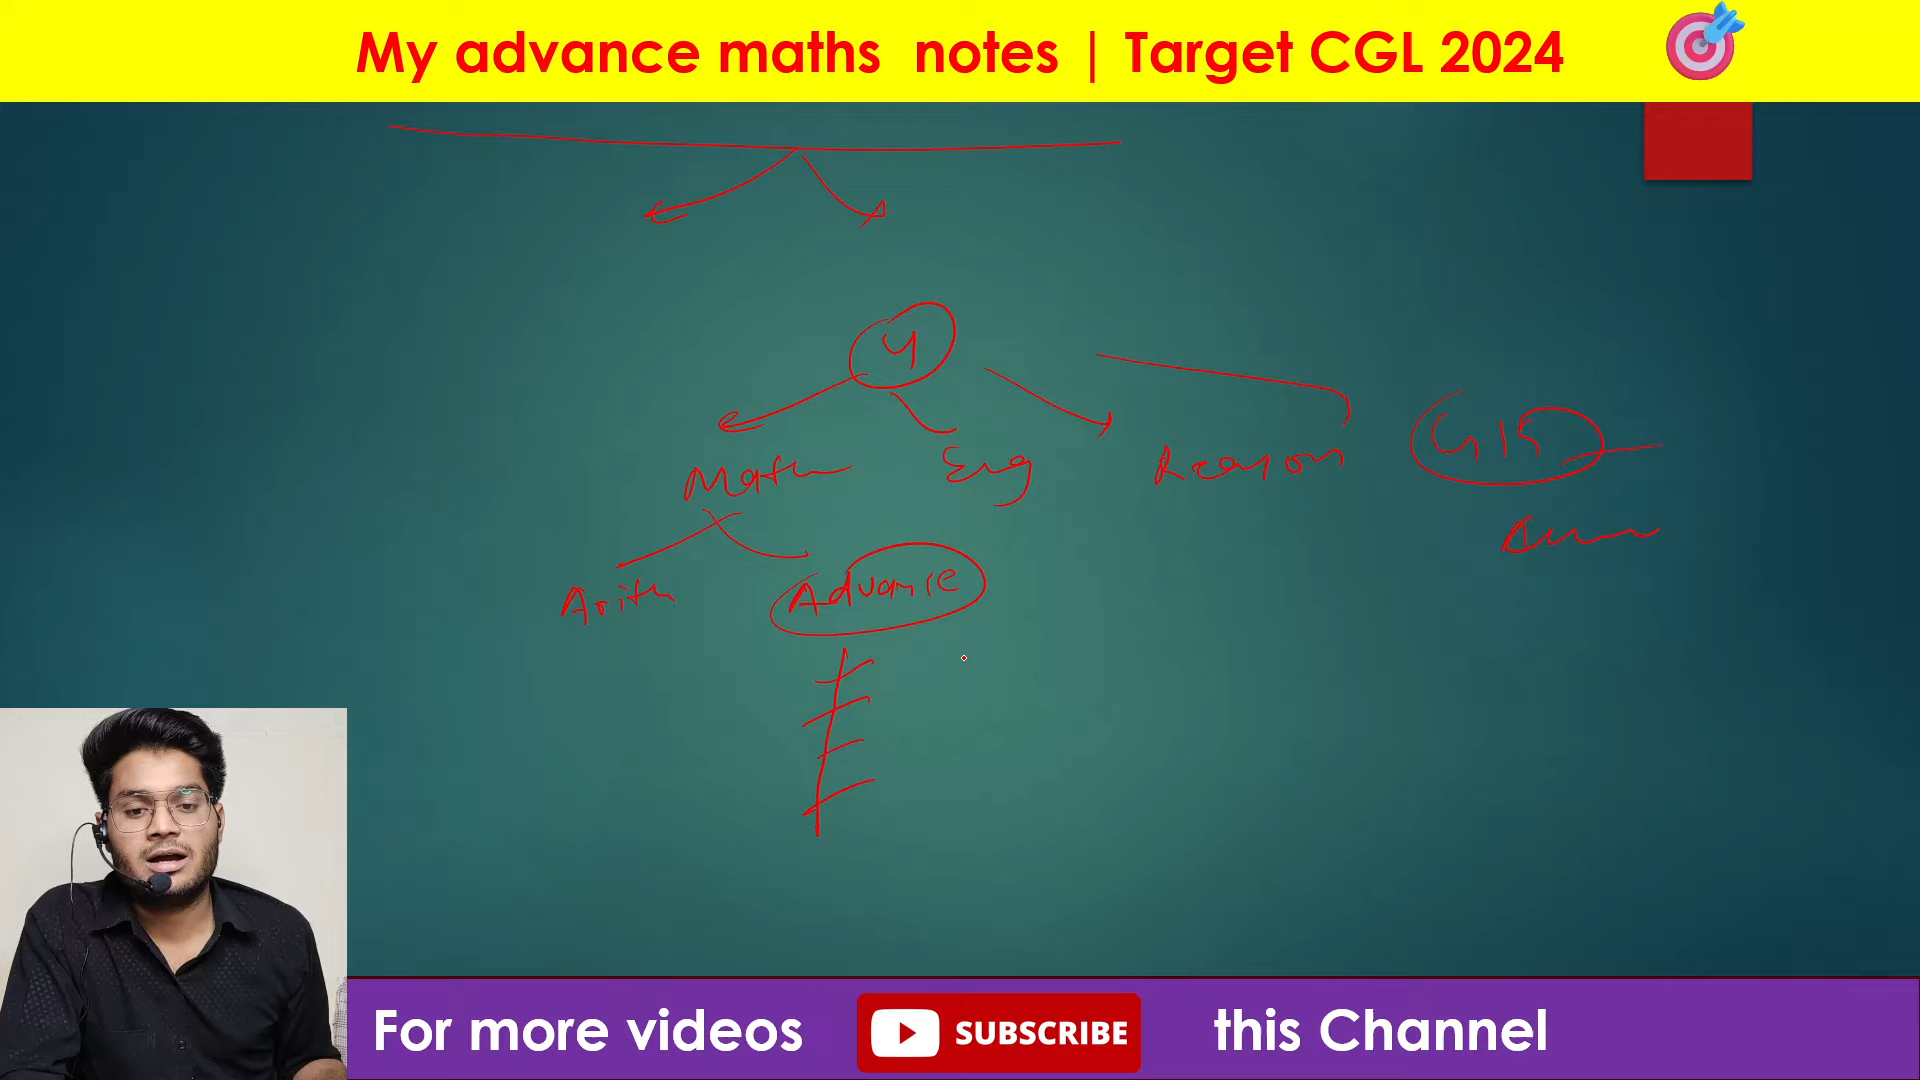 My advance maths notes | Target CGL 2024
4
Math Eng Reason GIS
Arith Advance
For more videos SUBSCRIBE this Channel